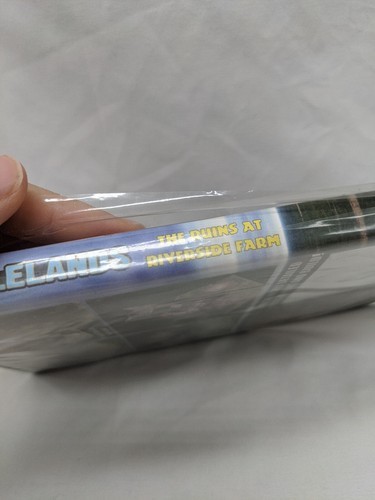 ELANDS
THE RUINS AT
RIVERSIDE FARM